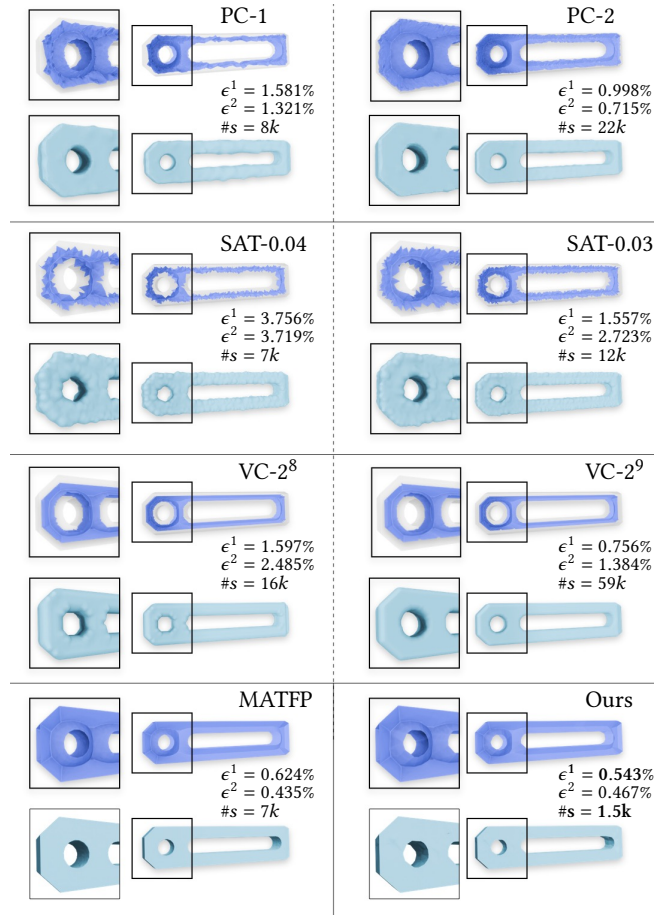 PC-1
ϵ¹ = 1.581%
ϵ² = 1.321%
#s = 8k
PC-2
ϵ¹ = 0.998%
ϵ² = 0.715%
#s = 22k
SAT-0.04
ϵ¹ = 3.756%
ϵ² = 3.719%
#s = 7k
SAT-0.03
ϵ¹ = 1.557%
ϵ² = 2.723%
#s = 12k
VC-2⁸
ϵ¹ = 1.597%
ϵ² = 2.485%
#s = 16k
VC-2⁹
ϵ¹ = 0.756%
ϵ² = 1.384%
#s = 59k
MATFP
ϵ¹ = 0.624%
ϵ² = 0.435%
#s = 7k
Ours
ϵ¹ = 0.543%
ϵ² = 0.467%
#s = 1.5k